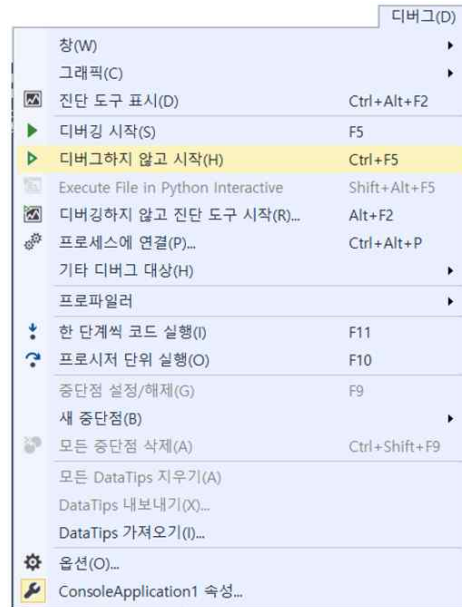 디버그(D)
창(W)
그래픽(C)
진단 도구 표시(D) Ctrl+Alt+F2
디버깅 시작(S) F5
디버그하지 않고 시작(H) Ctrl+F5
Execute File in Python Interactive Shift+Alt+F5
디버깅하지 않고 진단 도구 시작(R)... Alt+F2
프로세스에 연결(P)... Ctrl+Alt+P
기타 디버그 대상(H)
프로파일러
한 단계씩 코드 실행(I) F11
프로시저 단위 실행(O) F10
중단점 설정/해제(G) F9
새 중단점(B)
모든 중단점 삭제(A) Ctrl+Shift+F9
모든 DataTips 지우기(A)
DataTips 내보내기(X)...
DataTips 가져오기(I)...
옵션(O)...
ConsoleApplication1 속성...